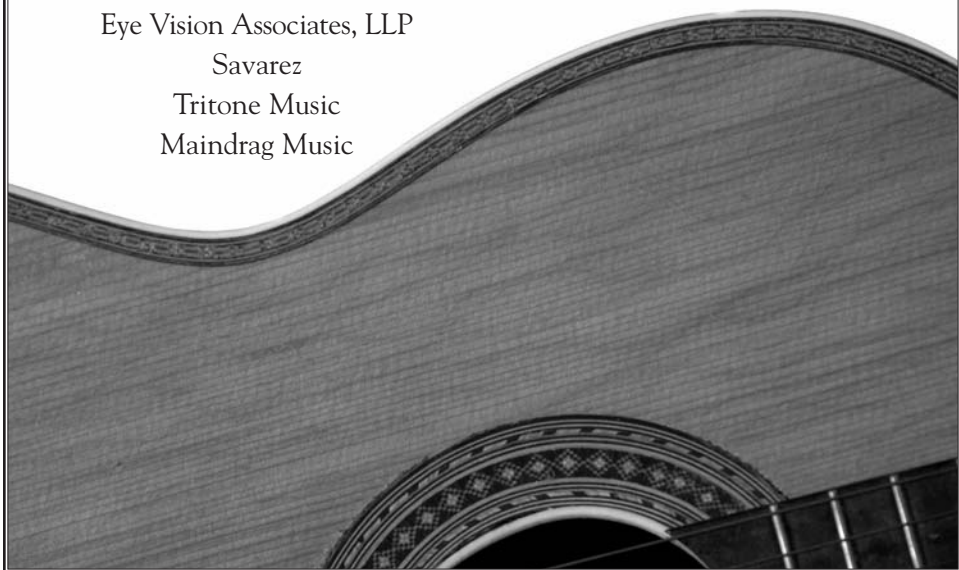 Eye Vision Associates, LLP
Savarez
Tritone Music
Maindrag Music